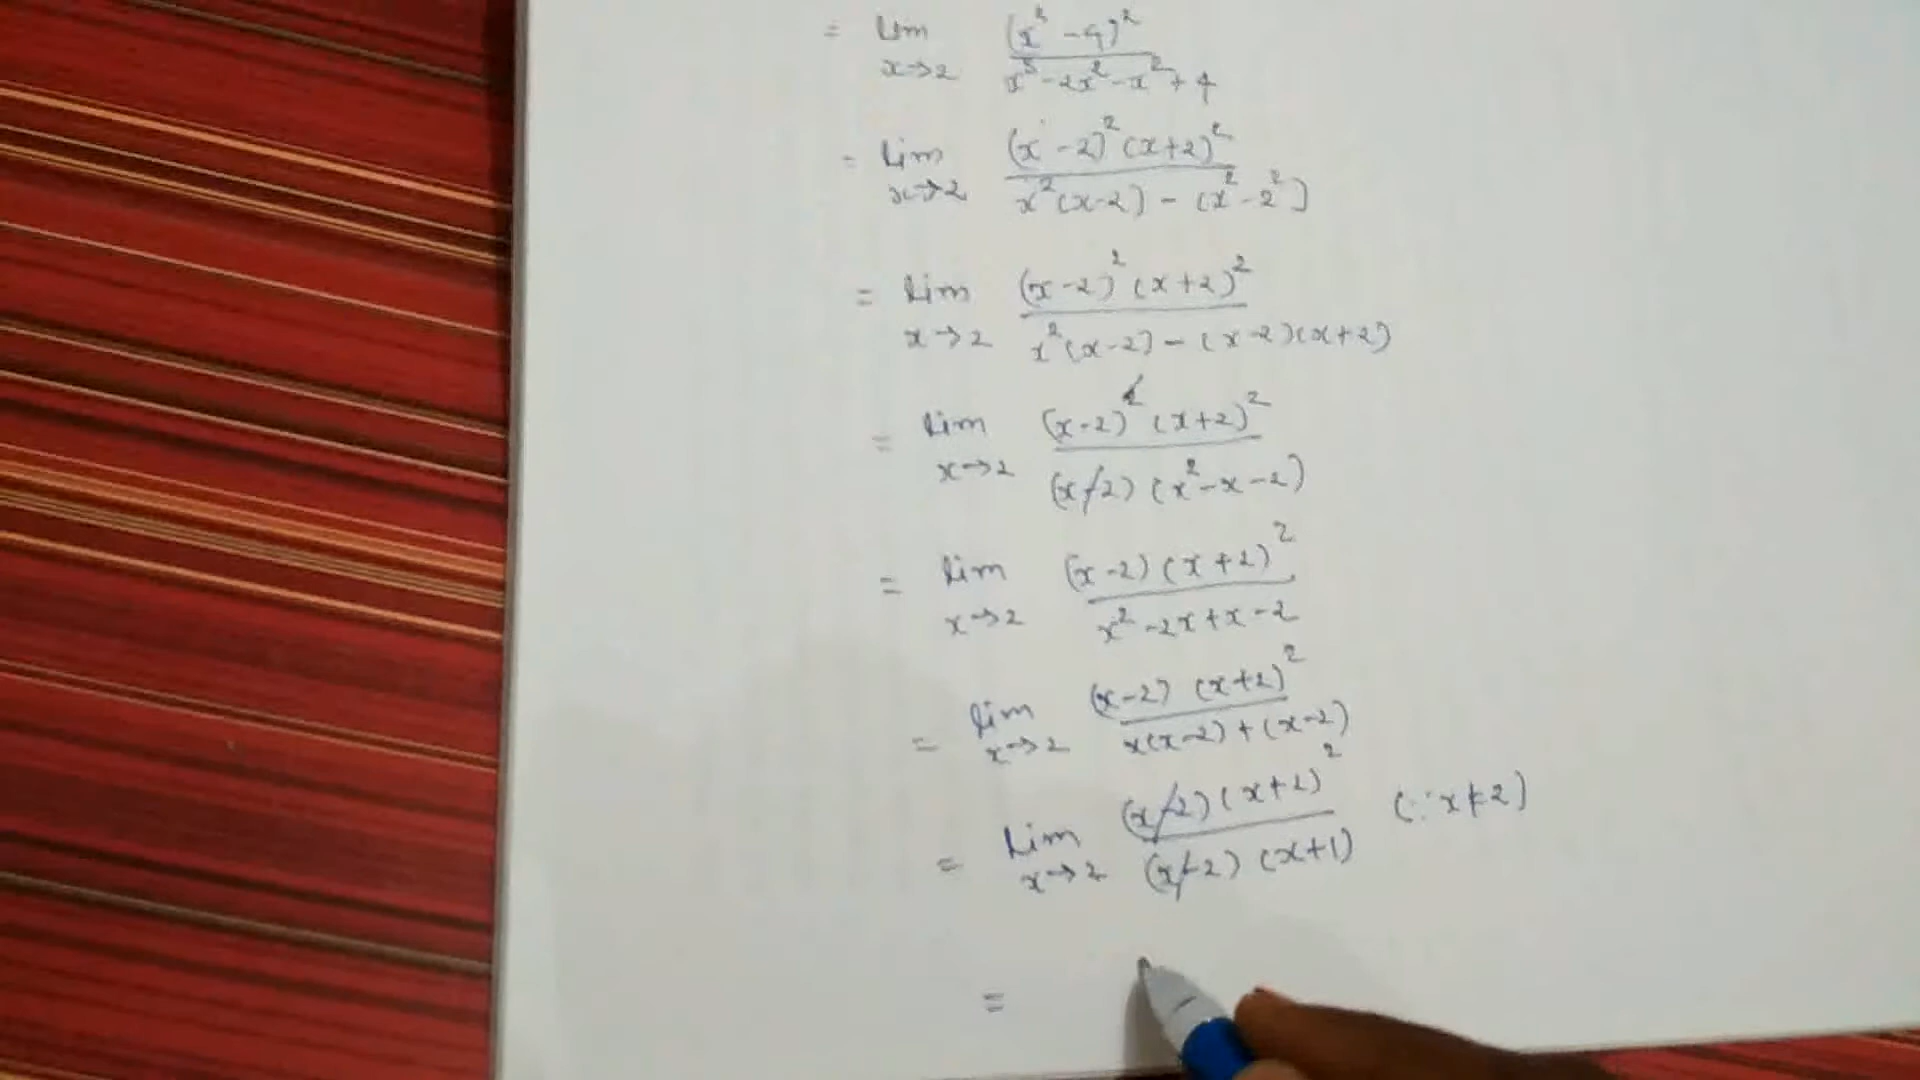 = lim (x² - 4)²
x→2 x³ - 2x² - x² + 4
= lim (x - 2)² (x+2)²
x→2 x²(x-2) - (x² - 2²)
= lim (x-2)² (x+2)²
x→2 x²(x-2) - (x-2)(x+2)
= lim (x-2)² (x+2)²
x→2 (x-2) (x² - x - 2)
= lim (x-2) (x+2)²
x→2 x² - 2x + x - 2
= lim (x-2) (x+2)²
x→2 x(x-2) + (x-2)
= lim (x-2) (x+2)² (∵ x≠2)
x→2 (x-2) (x+1)
=